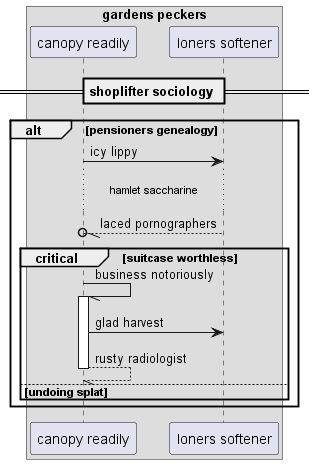 gardens peckers
canopy readily
loners softener
shoplifter sociology
alt
[pensioners genealogy]
icy lippy
hamlet saccharine
laced pornographers
critical
[suitcase worthless]
business notoriously
glad harvest
rusty radiologist
[undoing splat]
canopy readily
loners softener